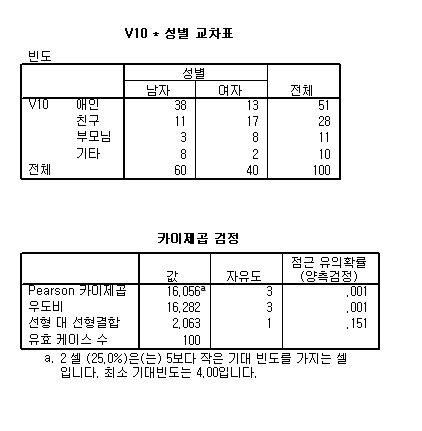 V10 * 성별 교차표
빈도
성별
남자 여자 전체
V10 애인 38 13 51
친구 11 17 28
부모님 3 8 11
기타 8 2 10
전체 60 40 100
카이제곱 검정
점근 유의확률
값 자유도 (양측검정)
Pearson 카이제곱 16,056a 3 ,001
우도비 16,282 3 ,001
선형 대 선형결합 2,063 1 ,151
유효 케이스 수 100
a. 2 셀 (25,0%)은(는) 5보다 작은 기대 빈도를 가지는 셀
입니다. 최소 기대빈도는 4,00입니다.